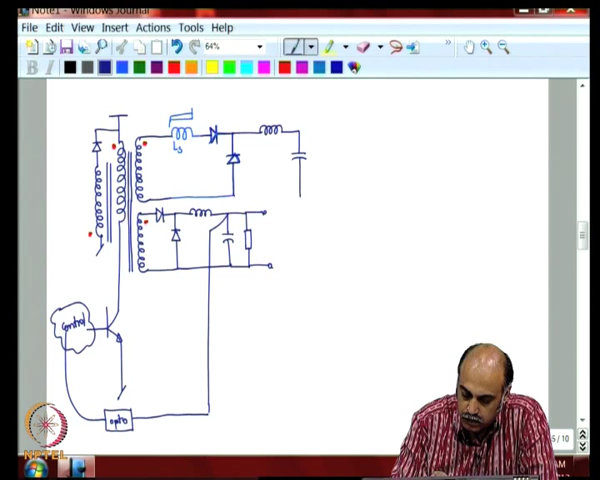 Note1 - Windows Journal
File Edit View Insert Actions Tools Help
64%
B I
Ls
Control
opto
5 / 10
NPTEL